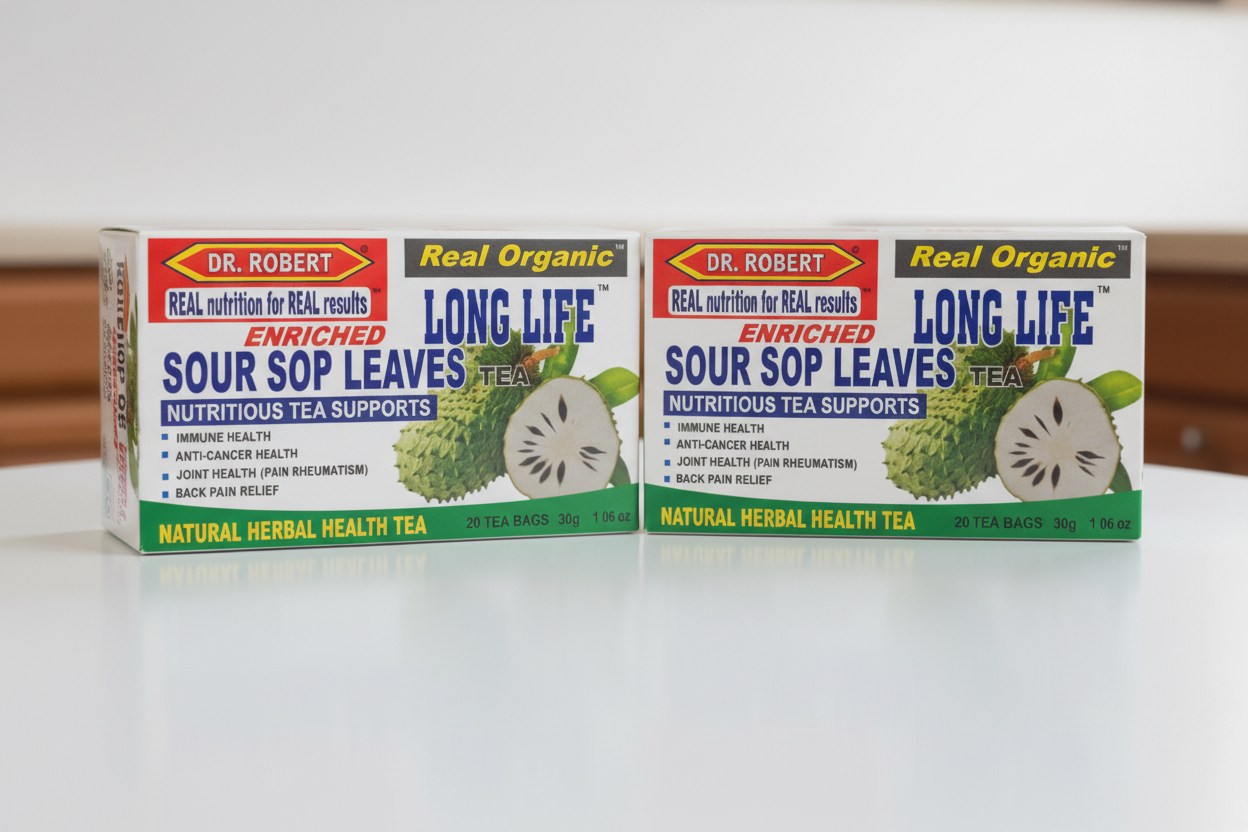 DR. ROBERT®
REAL nutrition for REAL results
Real Organic™
LONG LIFE™
ENRICHED
SOUR SOP LEAVES TEA
NUTRITIOUS TEA SUPPORTS
IMMUNE HEALTH
ANTI-CANCER HEALTH
JOINT HEALTH (PAIN RHEUMATISM)
BACK PAIN RELIEF
NATURAL HERBAL HEALTH TEA
20 TEA BAGS 30g 1 06 oz
DR. ROBERT®
REAL nutrition for REAL results
Real Organic™
LONG LIFE™
ENRICHED
SOUR SOP LEAVES TEA
NUTRITIOUS TEA SUPPORTS
IMMUNE HEALTH
ANTI-CANCER HEALTH
JOINT HEALTH (PAIN RHEUMATISM)
BACK PAIN RELIEF
NATURAL HERBAL HEALTH TEA
20 TEA BAGS 30g 1 06 oz